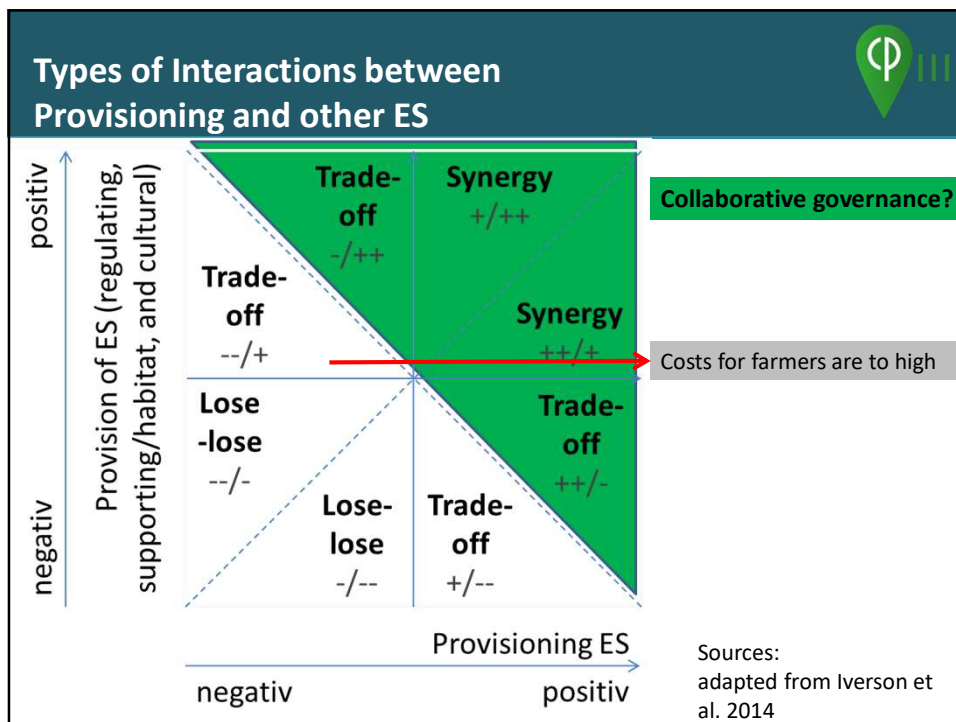 Types of Interactions between
Provisioning and other ES
positiv
negativ
Provision of ES (regulating,
supporting/habitat, and cultural)
Trade-
off
-/++
Synergy
+/++
Trade-
off
--/+
Synergy
++/+
Lose
-lose
--/-
Trade-
off
++/-
Lose-
lose
-/--
Trade-
off
+/--
Collaborative governance?
Costs for farmers are to high
Provisioning ES
negativ
positiv
Sources:
adapted from Iverson et
al. 2014